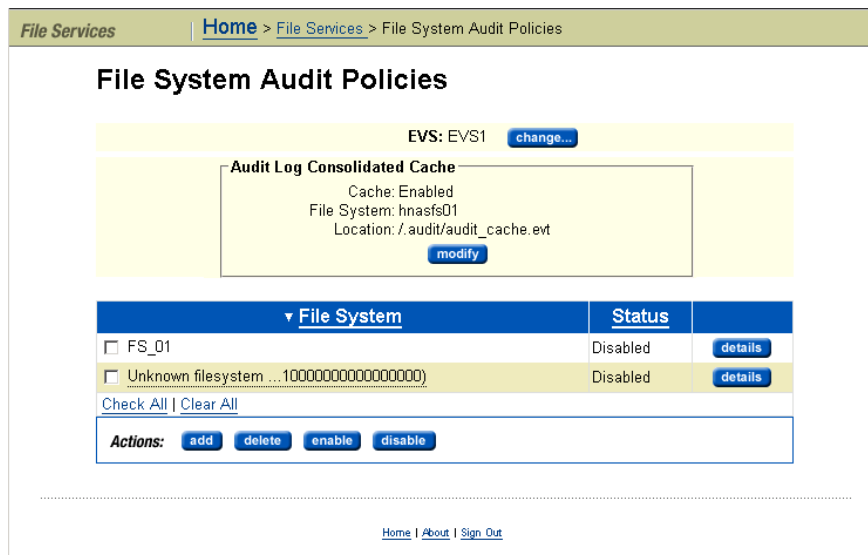 File Services | Home > File Services > File System Audit Policies
File System Audit Policies
EVS: EVS1 change...
Audit Log Consolidated Cache
Cache: Enabled
File System: hnasfs01
Location: /.audit/audit_cache.evt
modify
File System Status
FS_01 Disabled details
Unknown filesystem ...10000000000000000) Disabled details
Check All | Clear All
Actions: add delete enable disable
Home | About | Sign Out